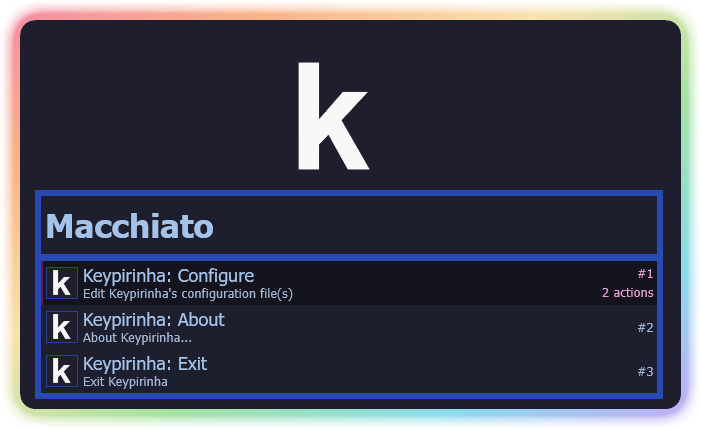 k
Macchiato
k
Keypirinha: Configure
#1
Edit Keypirinha's configuration file(s)
2 actions
k
Keypirinha: About
About Keypirinha...
#2
k
Keypirinha: Exit
Exit Keypirinha
#3